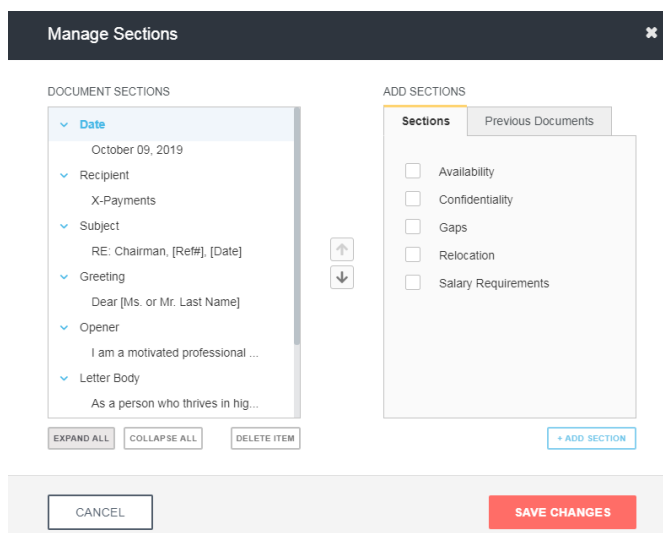 Manage Sections
DOCUMENT SECTIONS
Date
October 09, 2019
Recipient
X-Payments
Subject
RE: Chairman, [Ref#], [Date]
Greeting
Dear [Ms. or Mr. Last Name]
Opener
I am a motivated professional ...
Letter Body
As a person who thrives in hig...
EXPAND ALL COLLAPSE ALL DELETE ITEM
ADD SECTIONS
Sections Previous Documents
Availability
Confidentiality
Gaps
Relocation
Salary Requirements
+ ADD SECTION
CANCEL SAVE CHANGES